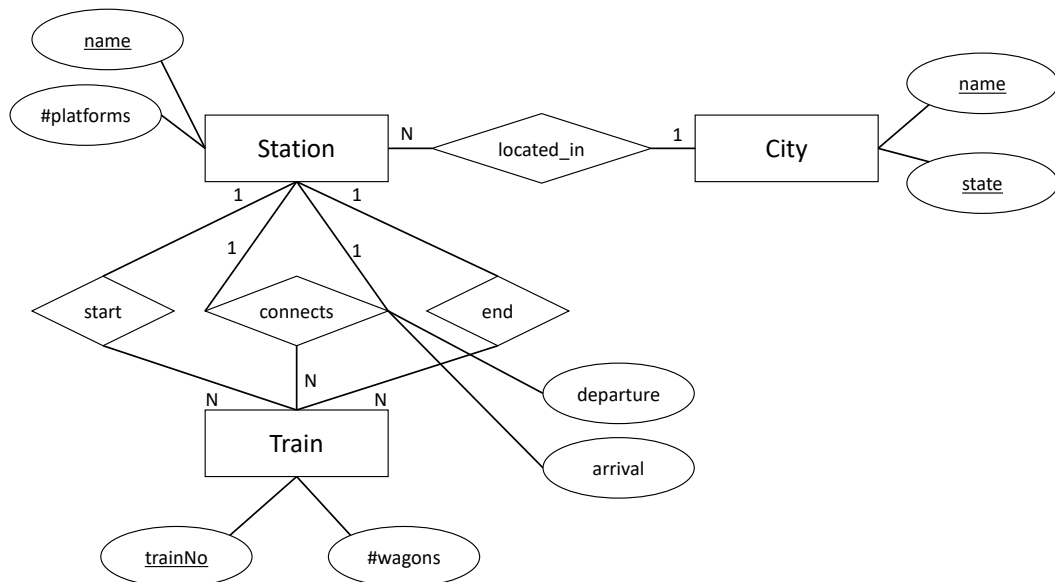 name
name
#platforms
Station
N
located_in
1
City
state
1
1
1
1
start
connects
end
departure
N
N
N
Train
arrival
trainNo
#wagons